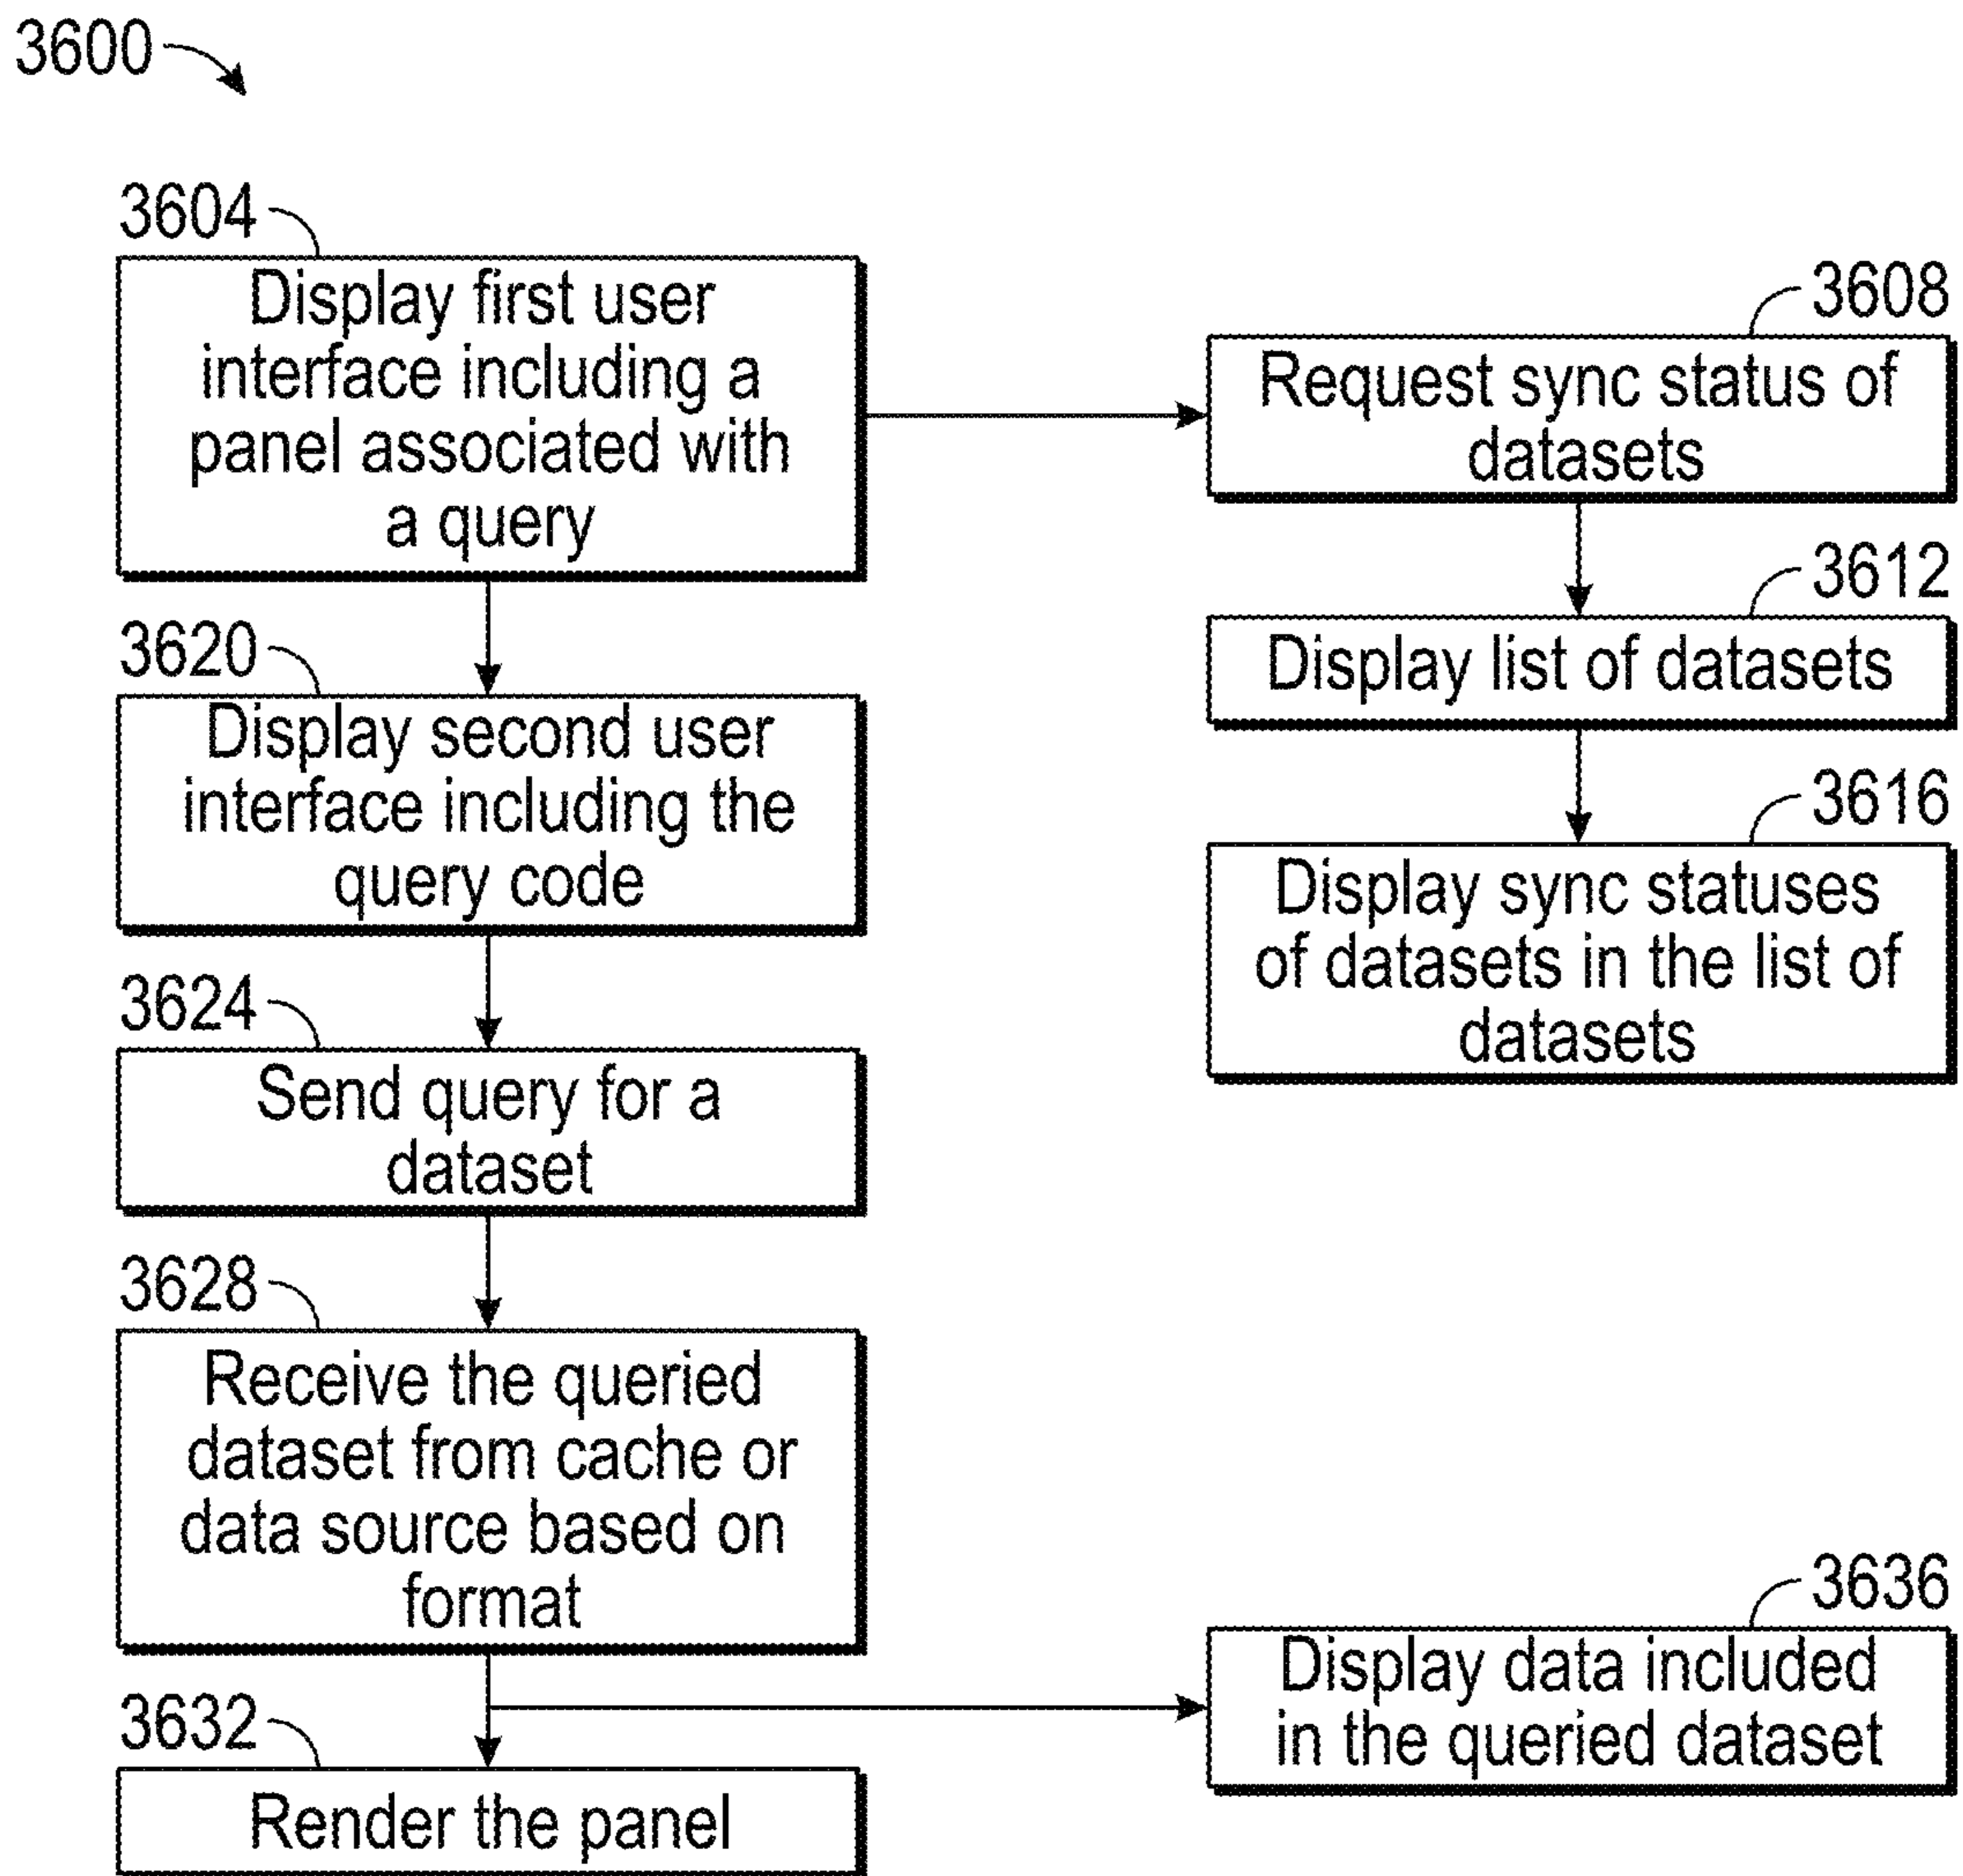 3600
3604
Display first user
interface including a
panel associated with
a query
3608
Request sync status of
datasets
3612
Display list of datasets
3616
Display sync statuses
of datasets in the list of
datasets
3620
Display second user
interface including the
query code
3624
Send query for a
dataset
3628
Receive the queried
dataset from cache or
data source based on
format
3632
Render the panel
3636
Display data included
in the queried dataset